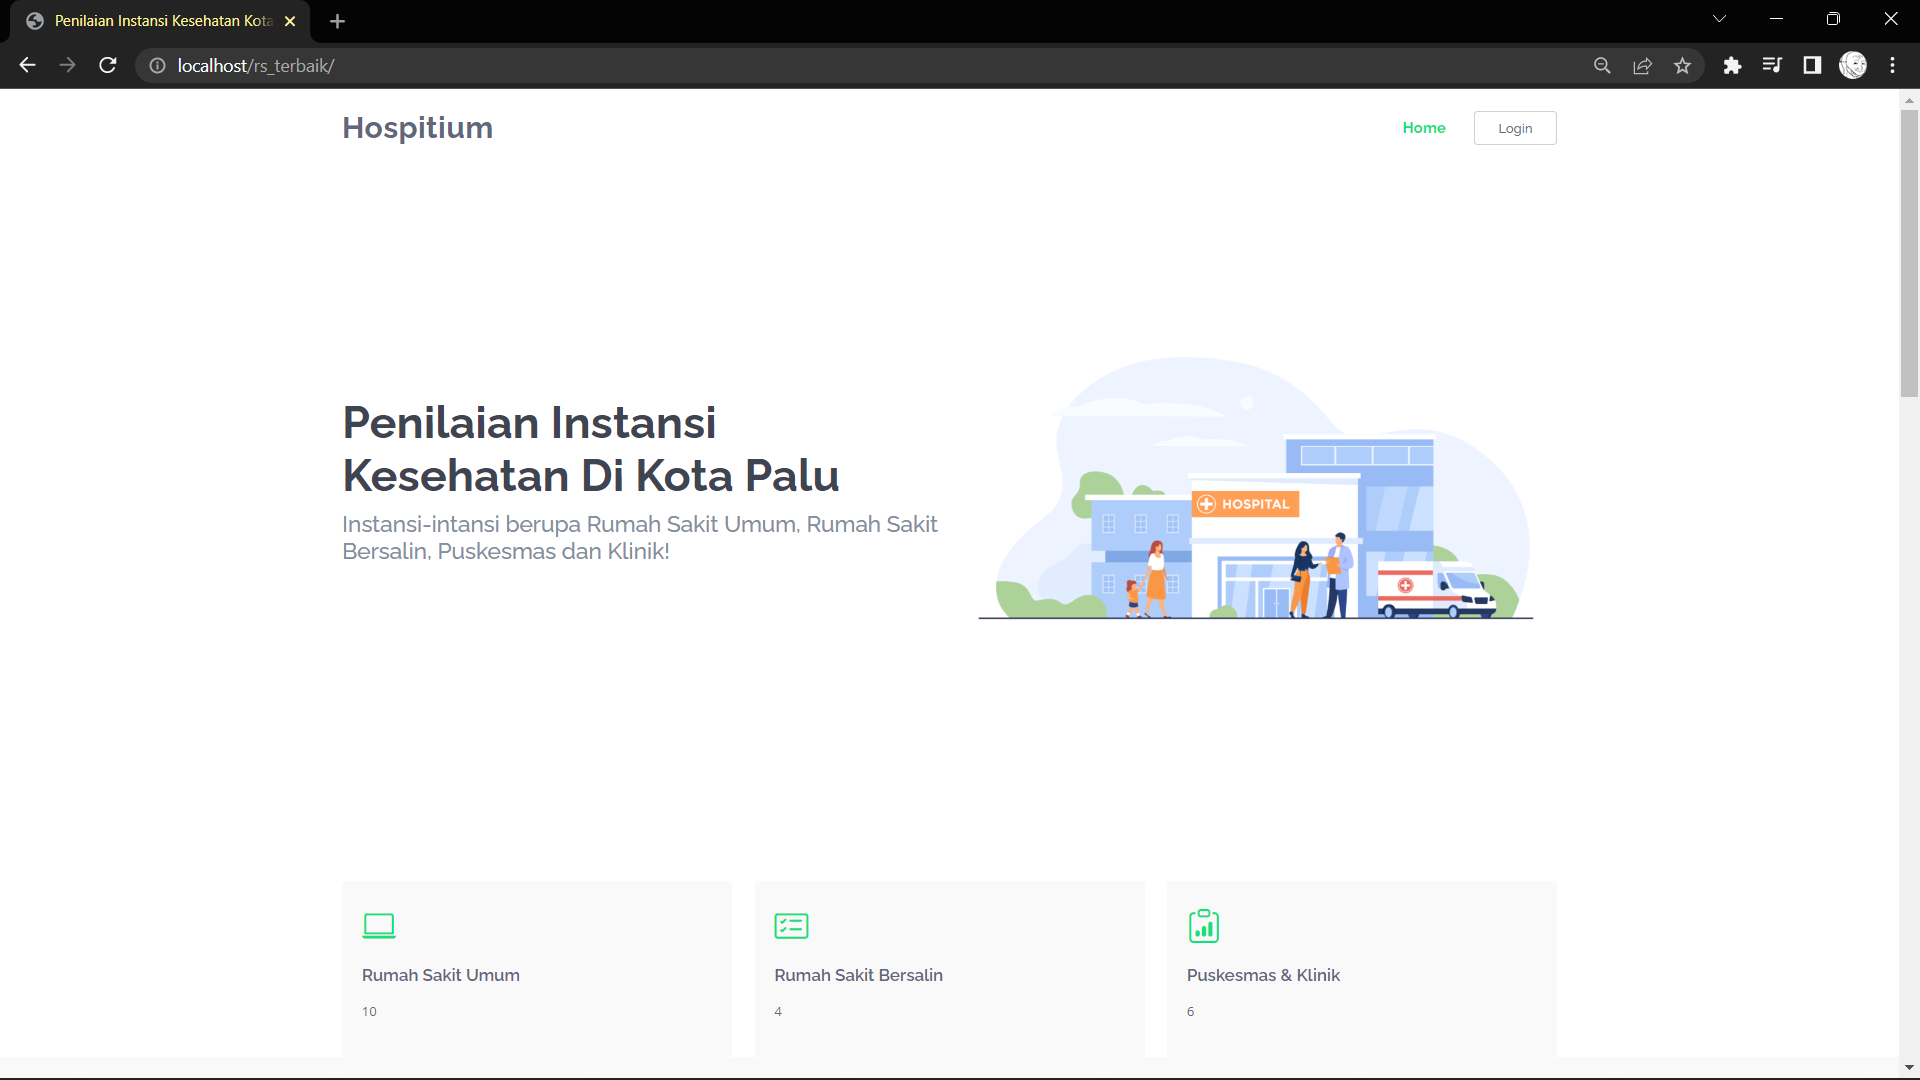 Penilaian Instansi Kesehatan Kota
localhost/rs_terbaik/
Hospitium
Home
Login
Penilaian Instansi
Kesehatan Di Kota Palu
Instansi-intansi berupa Rumah Sakit Umum, Rumah Sakit
Bersalin, Puskesmas dan Klinik!
HOSPITAL
Rumah Sakit Umum
10
Rumah Sakit Bersalin
4
Puskesmas & Klinik
6